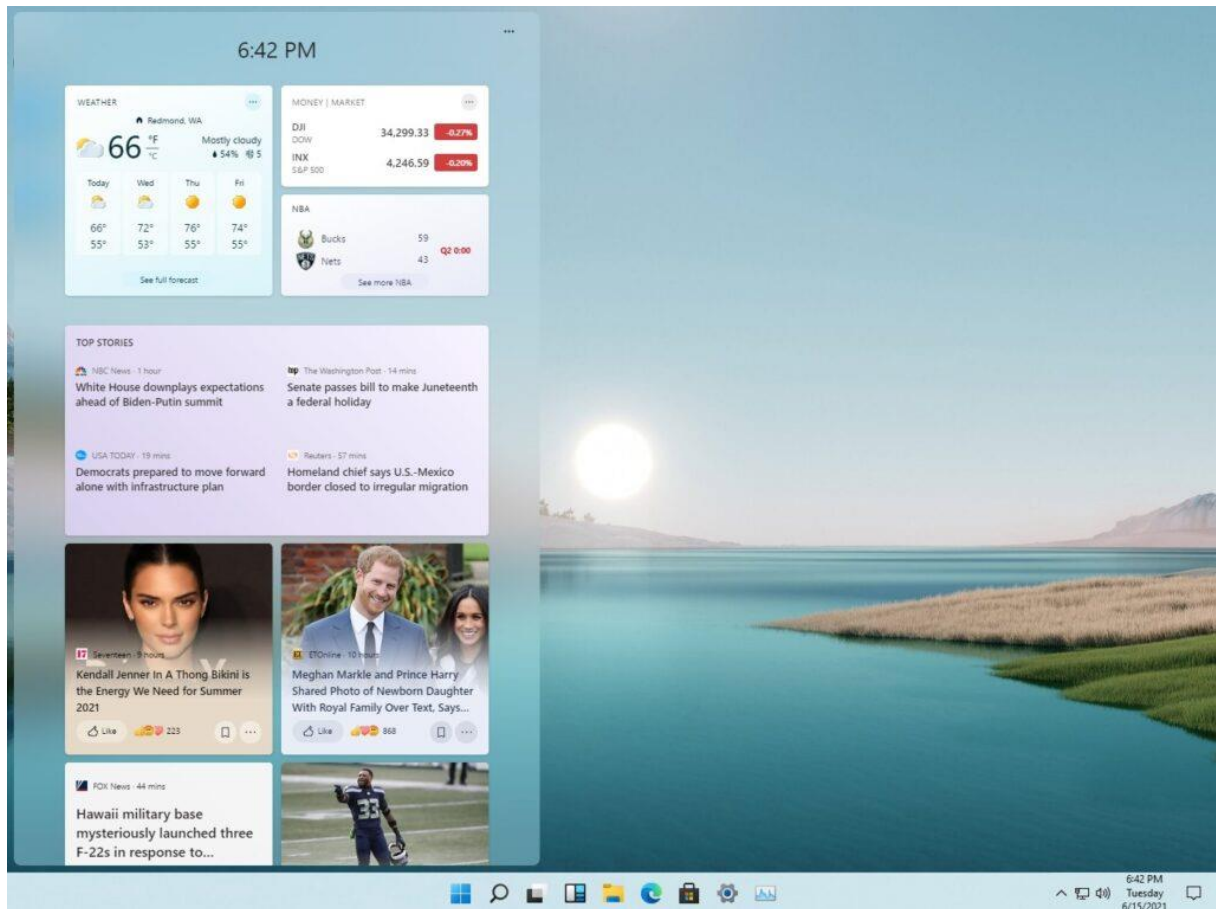 6:42 PM
WEATHER
Redmond, WA
66 °F
°C
Mostly cloudy
54% 5
Today Wed Thu Fri
66° 72° 76° 74°
55° 53° 55° 55°
See full forecast
MONEY | MARKET
DJI
DOW
34,299.33 -0.27%
INX
S&P 500
4,246.59 -0.20%
NBA
Bucks 59
Nets 43
Q2 0:00
See more NBA
TOP STORIES
NBC News · 1 hour
White House downplays expectations
ahead of Biden-Putin summit
wp The Washington Post · 14 mins
Senate passes bill to make Juneteenth
a federal holiday
USA TODAY · 19 mins
Democrats prepared to move forward
alone with infrastructure plan
Reuters · 57 mins
Homeland chief says U.S.-Mexico
border closed to irregular migration
17 Seventeen · 9 hours
Kendall Jenner In A Thong Bikini is
the Energy We Need for Summer
2021
Like 223
ET ETOnline · 10 hours
Meghan Markle and Prince Harry
Shared Photo of Newborn Daughter
With Royal Family Over Text, Says...
Like 868
FOX News · 44 mins
Hawaii military base
mysteriously launched three
F-22s in response to...
33
6:42 PM
Tuesday
6/15/2021